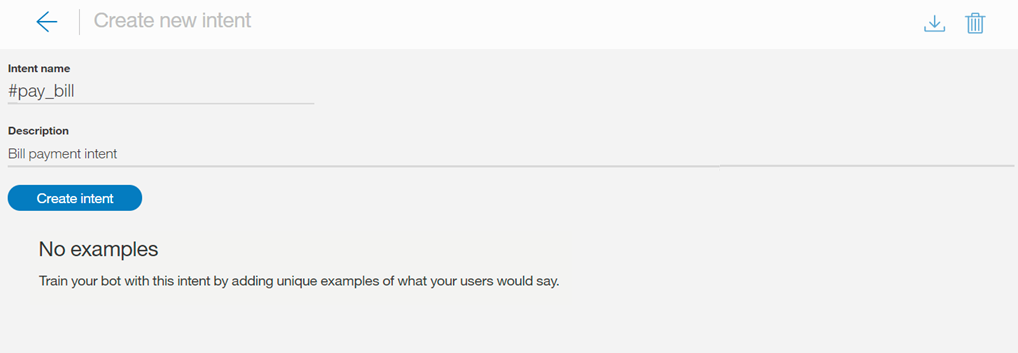 Create new intent
Intent name
#pay_bill
Description
Bill payment intent
Create intent
No examples
Train your bot with this intent by adding unique examples of what your users would say.